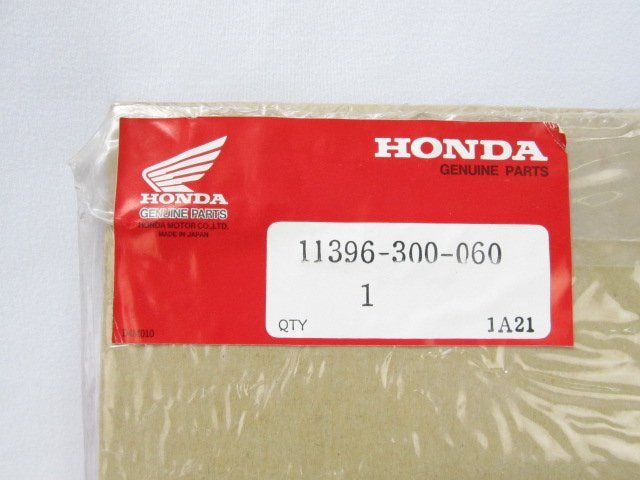 HONDA
GENUINE PARTS
HONDA
GENUINE PARTS
HONDA MOTOR CO.,LTD.
MADE IN JAPAN
11396-300-060
1
QTY 1A21